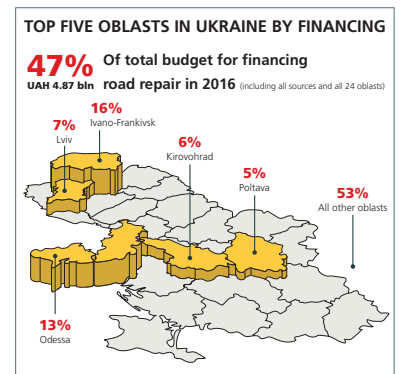 TOP FIVE OBLASTS IN UKRAINE BY FINANCING
47% Of total budget for financing
UAH 4.87 bln road repair in 2016 (including all sources and all 24 oblasts)
16%
Ivano-Frankivsk
7%
Lviv
6%
Kirovohrad
5%
Poltava
53%
All other oblasts
13%
Odessa